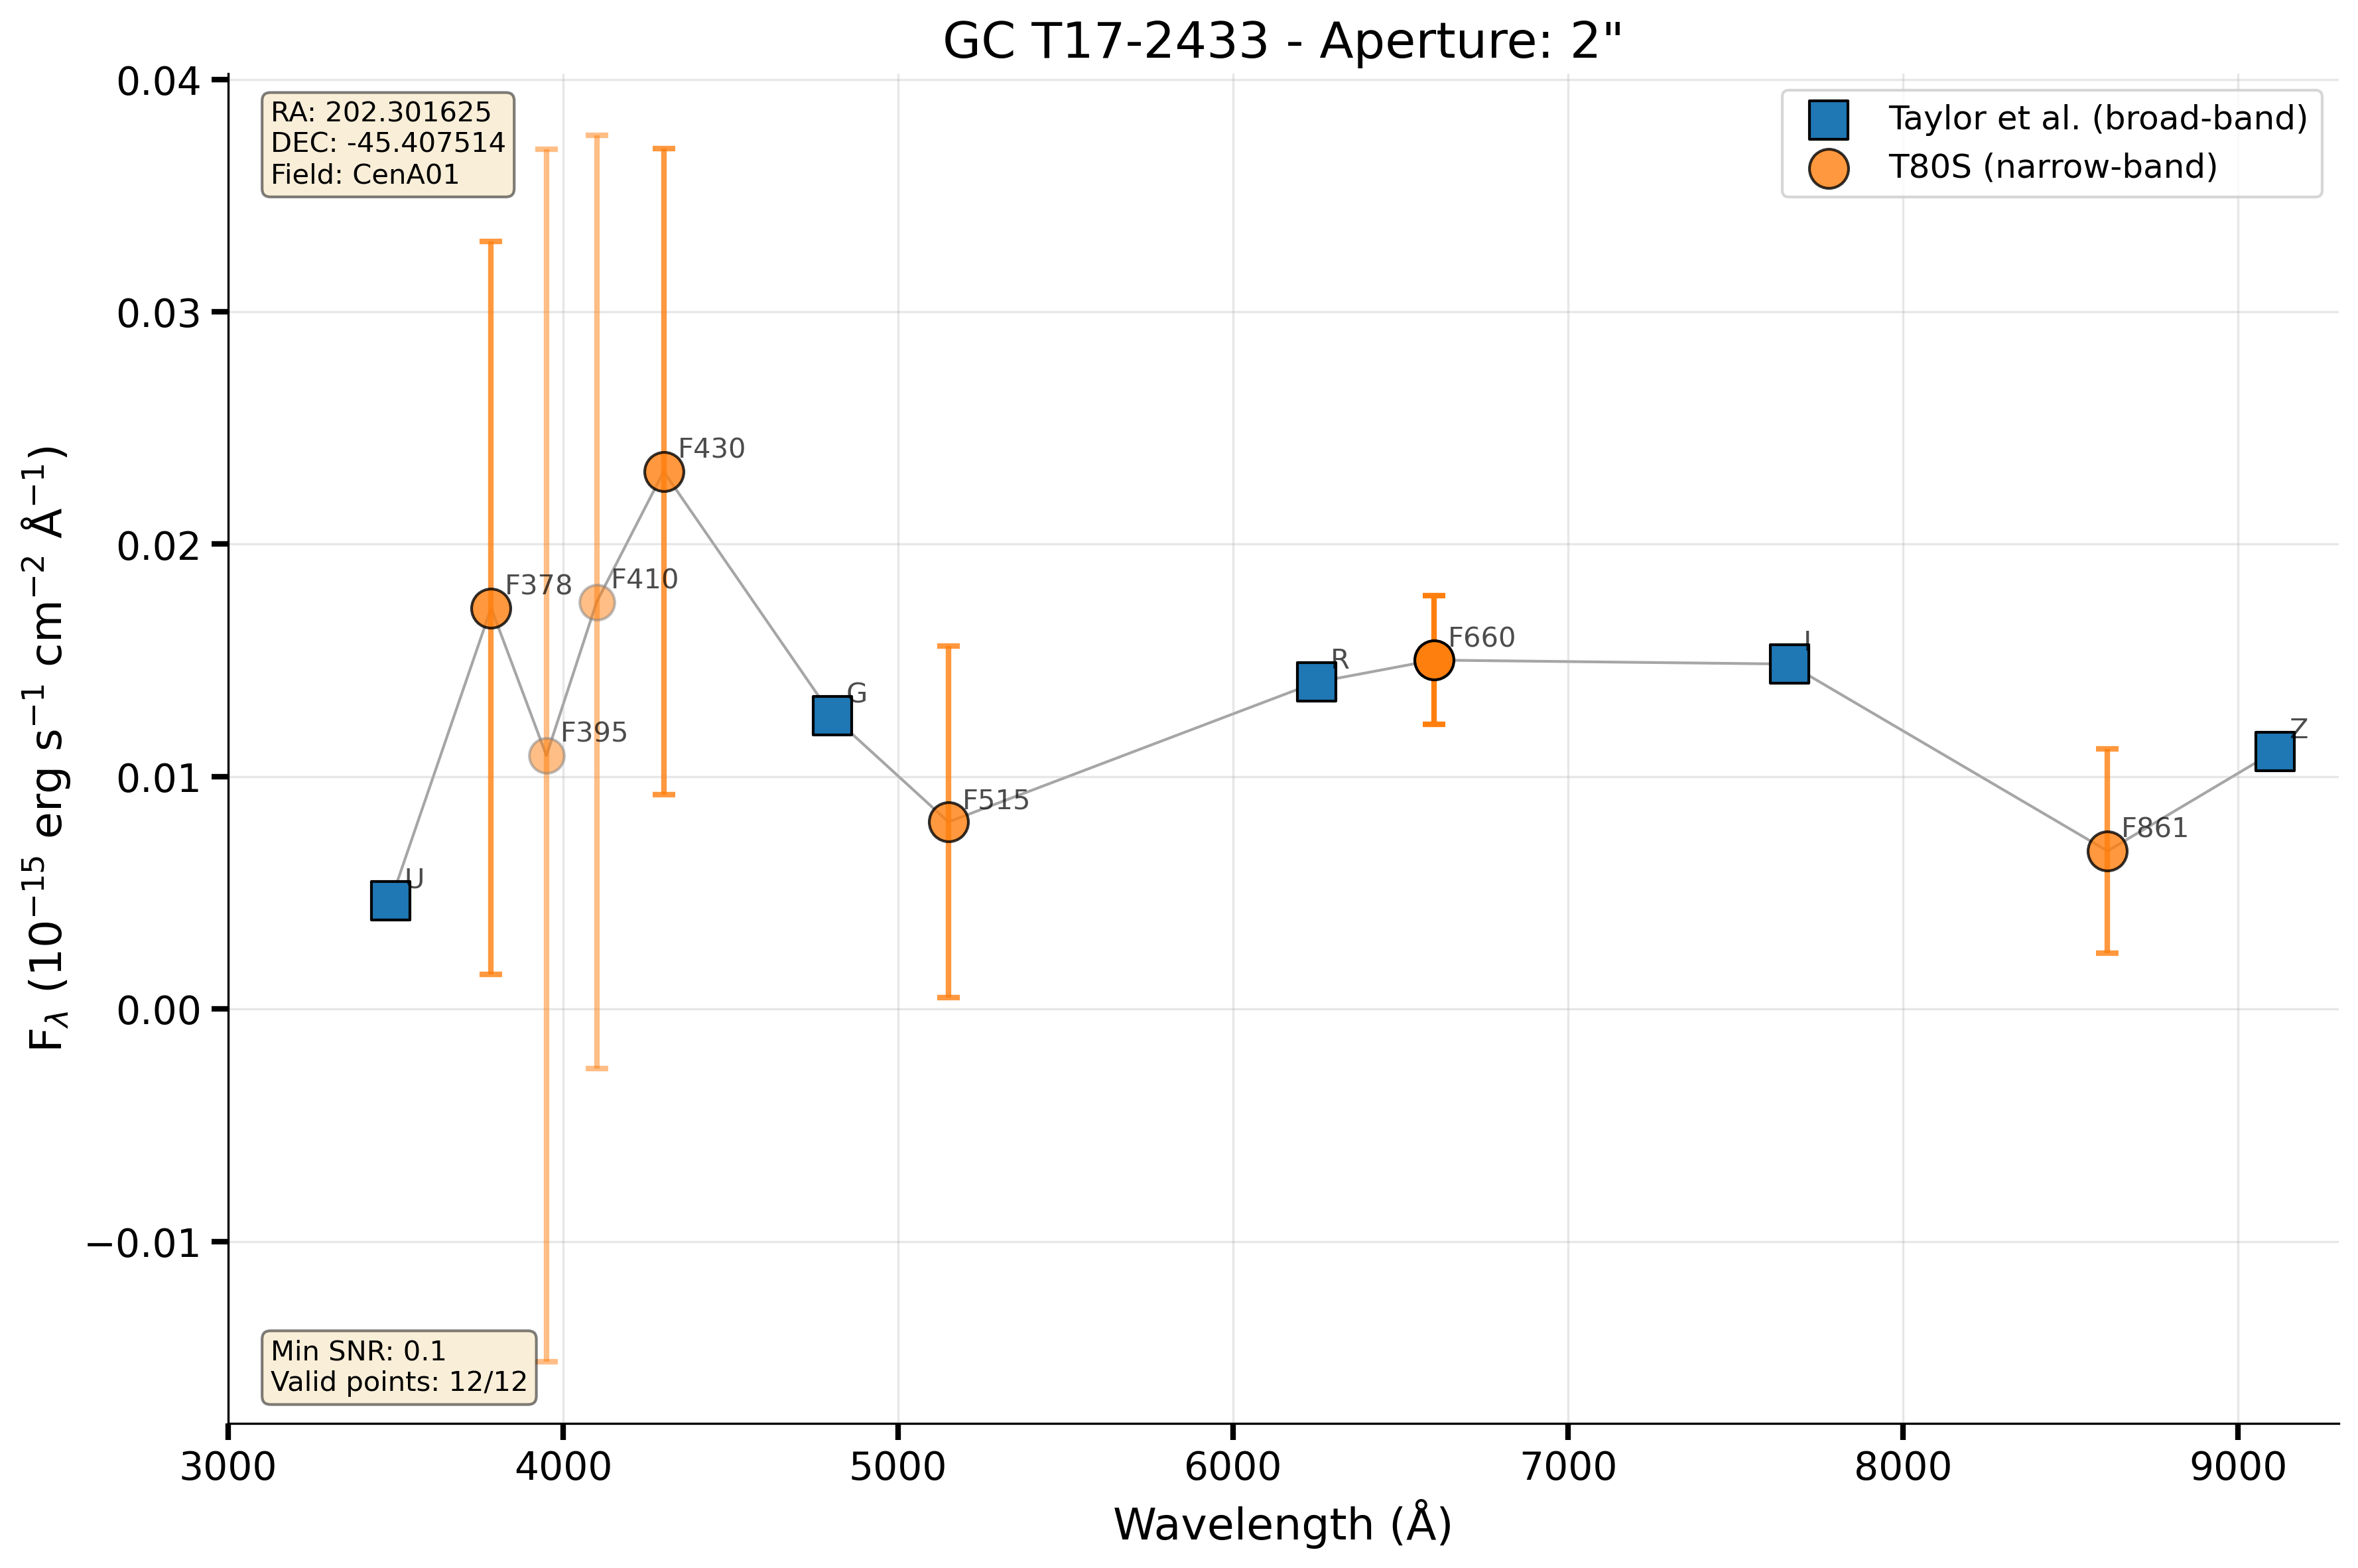 GC T17-2433 - Aperture: 2"
RA: 202.301625
DEC: -45.407514
Field: CenA01
Taylor et al. (broad-band)
T80S (narrow-band)
0.04
0.03
0.02
0.01
0.00
−0.01
F_λ (10⁻¹⁵ erg s⁻¹ cm⁻² Å⁻¹)
U
F378
F395
F410
F430
G
F515
R
F660
I
F861
Z
Min SNR: 0.1
Valid points: 12/12
3000 4000 5000 6000 7000 8000 9000
Wavelength (Å)